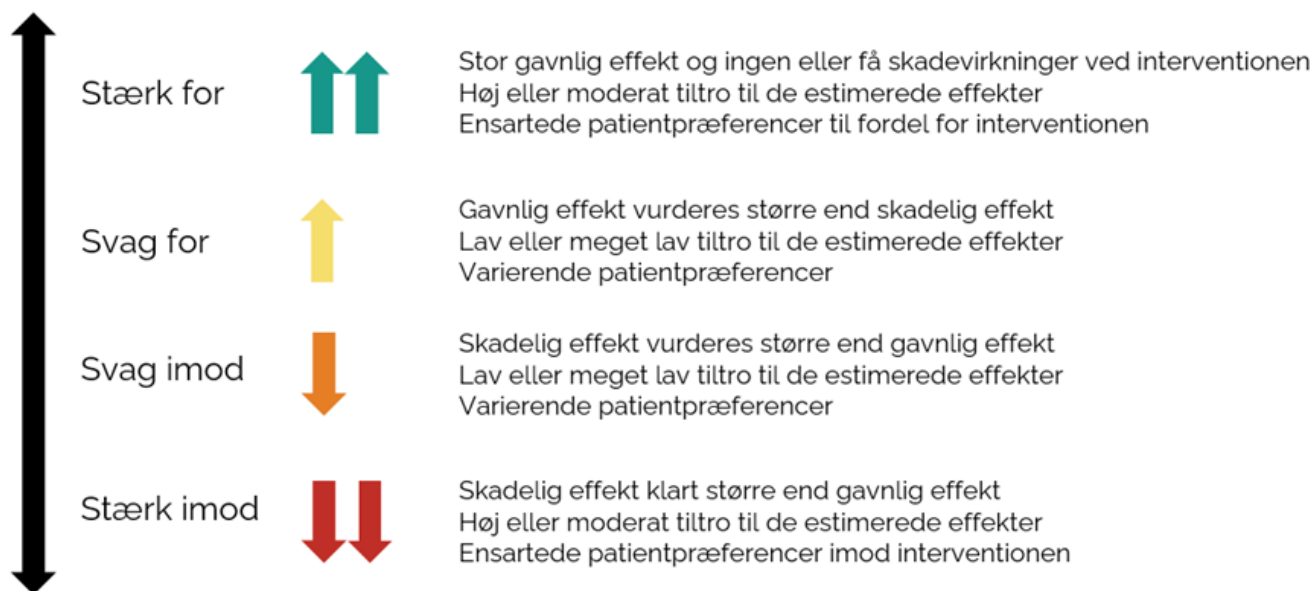 Stærk for
Stor gavnlig effekt og ingen eller få skadevirkninger ved interventionen
Høj eller moderat tiltro til de estimerede effekter
Ensartede patientpræferencer til fordel for interventionen
Svag for
Gavnlig effekt vurderes større end skadelig effekt
Lav eller meget lav tiltro til de estimerede effekter
Varierende patientpræferencer
Svag imod
Skadelig effekt vurderes større end gavnlig effekt
Lav eller meget lav tiltro til de estimerede effekter
Varierende patientpræferencer
Stærk imod
Skadelig effekt klart større end gavnlig effekt
Høj eller moderat tiltro til de estimerede effekter
Ensartede patientpræferencer imod interventionen